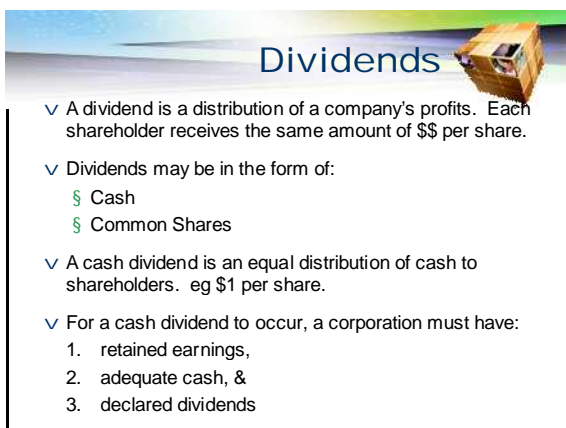 Dividends
v A dividend is a distribution of a company's profits. Each
shareholder receives the same amount of $$ per share.
v Dividends may be in the form of:
§ Cash
§ Common Shares
v A cash dividend is an equal distribution of cash to
shareholders. eg $1 per share.
v For a cash dividend to occur, a corporation must have:
1. retained earnings,
2. adequate cash, &
3. declared dividends